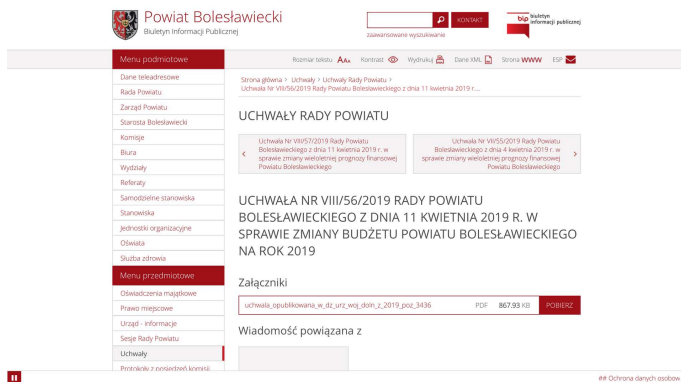 Powiat Bolesławiecki
Biuletyn Informacji Publicznej
KONTAKT
zaawansowane wyszukiwanie
bip biuletyn
informacji publicznej
Menu podmiotowe
Rozmiar tekstu AAA Kontrast Wydrukuj Dane XML Strona WWW ESP
Dane teleadresowe
Rada Powiatu
Zarząd Powiatu
Starosta Bolesławiecki
Komisje
Biura
Wydziały
Referaty
Samodzielne stanowiska
Stanowiska
Jednostki organizacyjne
Oświata
Służba zdrowia
Menu przedmiotowe
Oświadczenia majątkowe
Prawo miejscowe
Urząd - informacje
Sesje Rady Powiatu
Uchwały
Protokoły z posiedzeń komisji
Strona główna > Uchwały > Uchwały Rady Powiatu >
Uchwała Nr VIII/56/2019 Rady Powiatu Bolesławieckiego z dnia 11 kwietnia 2019 r....
UCHWAŁY RADY POWIATU
Uchwała Nr VIII/57/2019 Rady Powiatu
Bolesławieckiego z dnia 11 kwietnia 2019 r. w
sprawie zmiany wieloletniej prognozy finansowej
Powiatu Bolesławieckiego
Uchwała Nr VII/55/2019 Rady Powiatu
Bolesławieckiego z dnia 4 kwietnia 2019 r. w
sprawie zmiany wieloletniej prognozy finansowej
Powiatu Bolesławieckiego
UCHWAŁA NR VIII/56/2019 RADY POWIATU
BOLESŁAWIECKIEGO Z DNIA 11 KWIETNIA 2019 R. W
SPRAWIE ZMIANY BUDŻETU POWIATU BOLESŁAWIECKIEGO
NA ROK 2019
Załączniki
uchwala_opublikowana_w_dz_urz_woj_doln_z_2019_poz_3436 PDF 867.93 KB POBIERZ
Wiadomość powiązana z
## Ochrona danych osobow